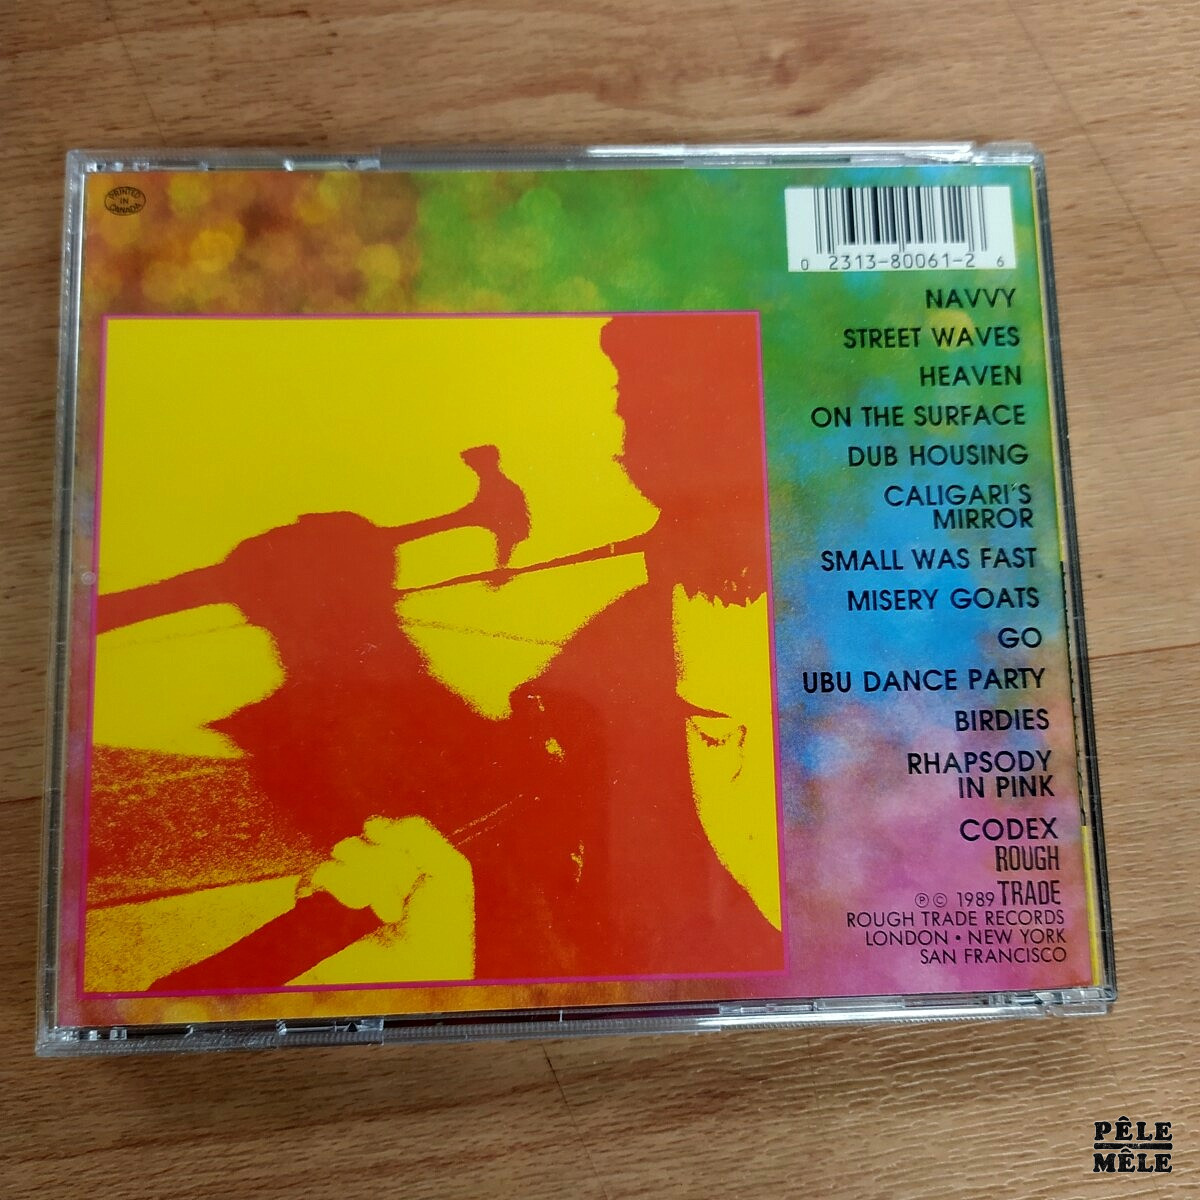 PRINTED
IN
CANADA
0 2313-80061-2 6
NAVVY
STREET WAVES
HEAVEN
ON THE SURFACE
DUB HOUSING
CALIGARI'S
MIRROR
SMALL WAS FAST
MISERY GOATS
GO
UBU DANCE PARTY
BIRDIES
RHAPSODY
IN PINK
CODEX
ROUGH
℗ © 1989 TRADE
ROUGH TRADE RECORDS
LONDON • NEW YORK
SAN FRANCISCO
PÊLE
MÊLE